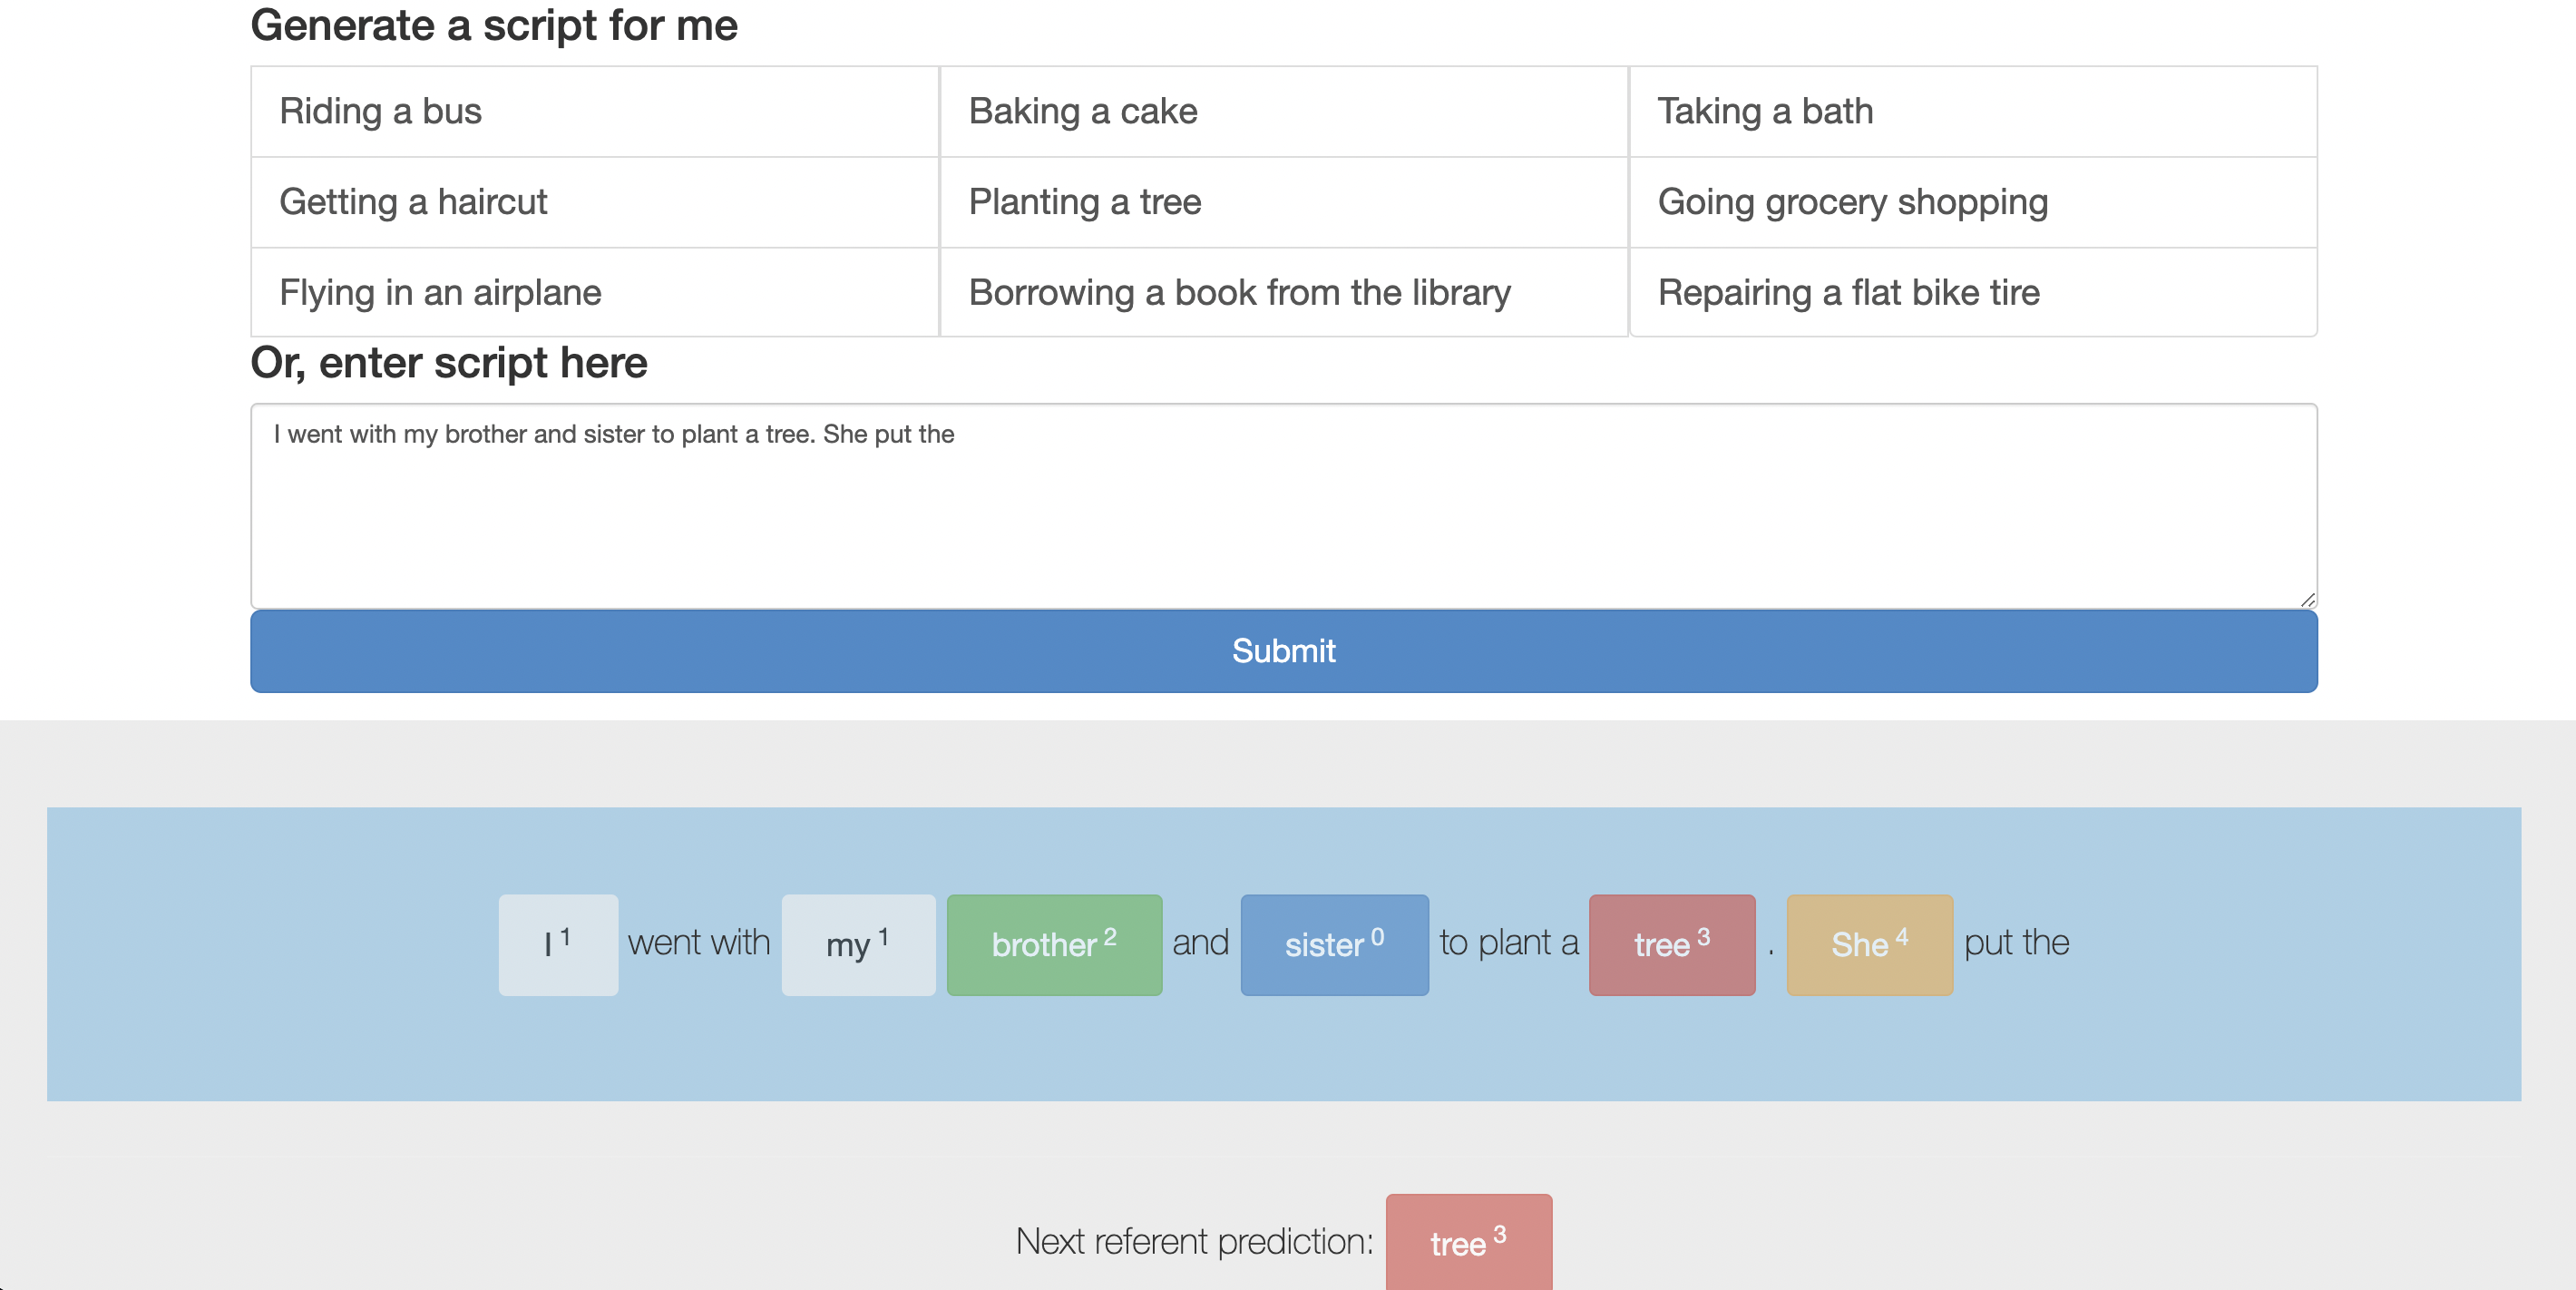 Generate a script for me
Riding a bus Baking a cake Taking a bath
Getting a haircut Planting a tree Going grocery shopping
Flying in an airplane Borrowing a book from the library Repairing a flat bike tire
Or, enter script here
I went with my brother and sister to plant a tree. She put the
Submit
I 1 went with my 1 brother 2 and sister 0 to plant a tree 3 . She 4 put the
Next referent prediction: tree 3